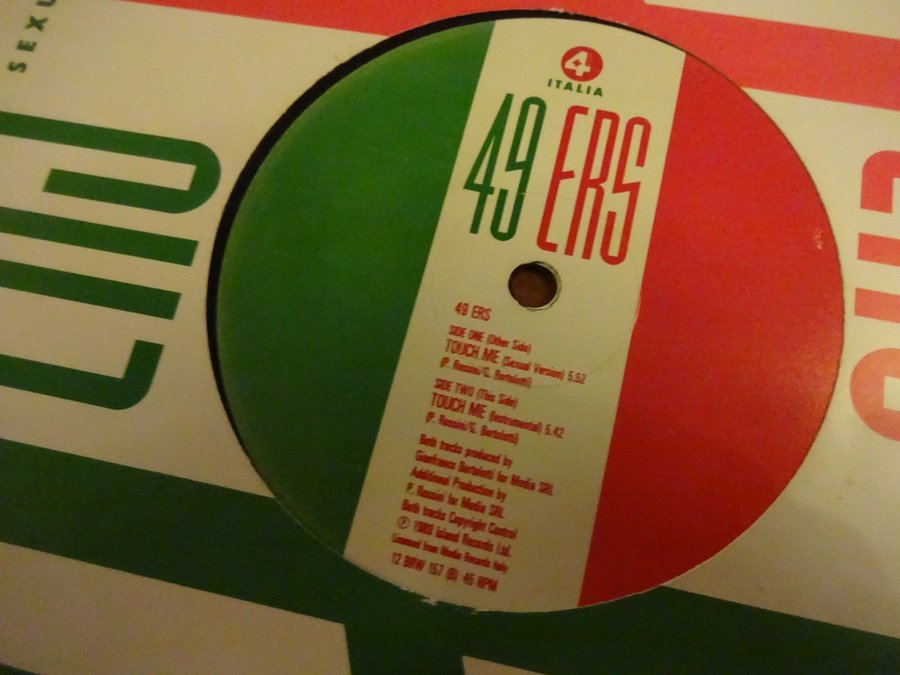 SEXU
4
ITALIA
49 ERS
49 ERS
SIDE ONE (Other Side)
TOUCH ME (Sexual Version) 5.52
(P. Rossini/G. Bortolotti)
SIDE TWO (This Side)
TOUCH ME (Instrumental) 5.42
(P. Rossini/G. Bortolotti)
Both tracks produced by
Gianfranco Bortolotti for Media SRL
Additional Production by
P. Rossini for Media SRL
Both tracks Copyright Control
Ⓟ 1989 Island Records Ltd.
Licensed from Media Records Italy
12 BRW 157 (B) 45 RPM